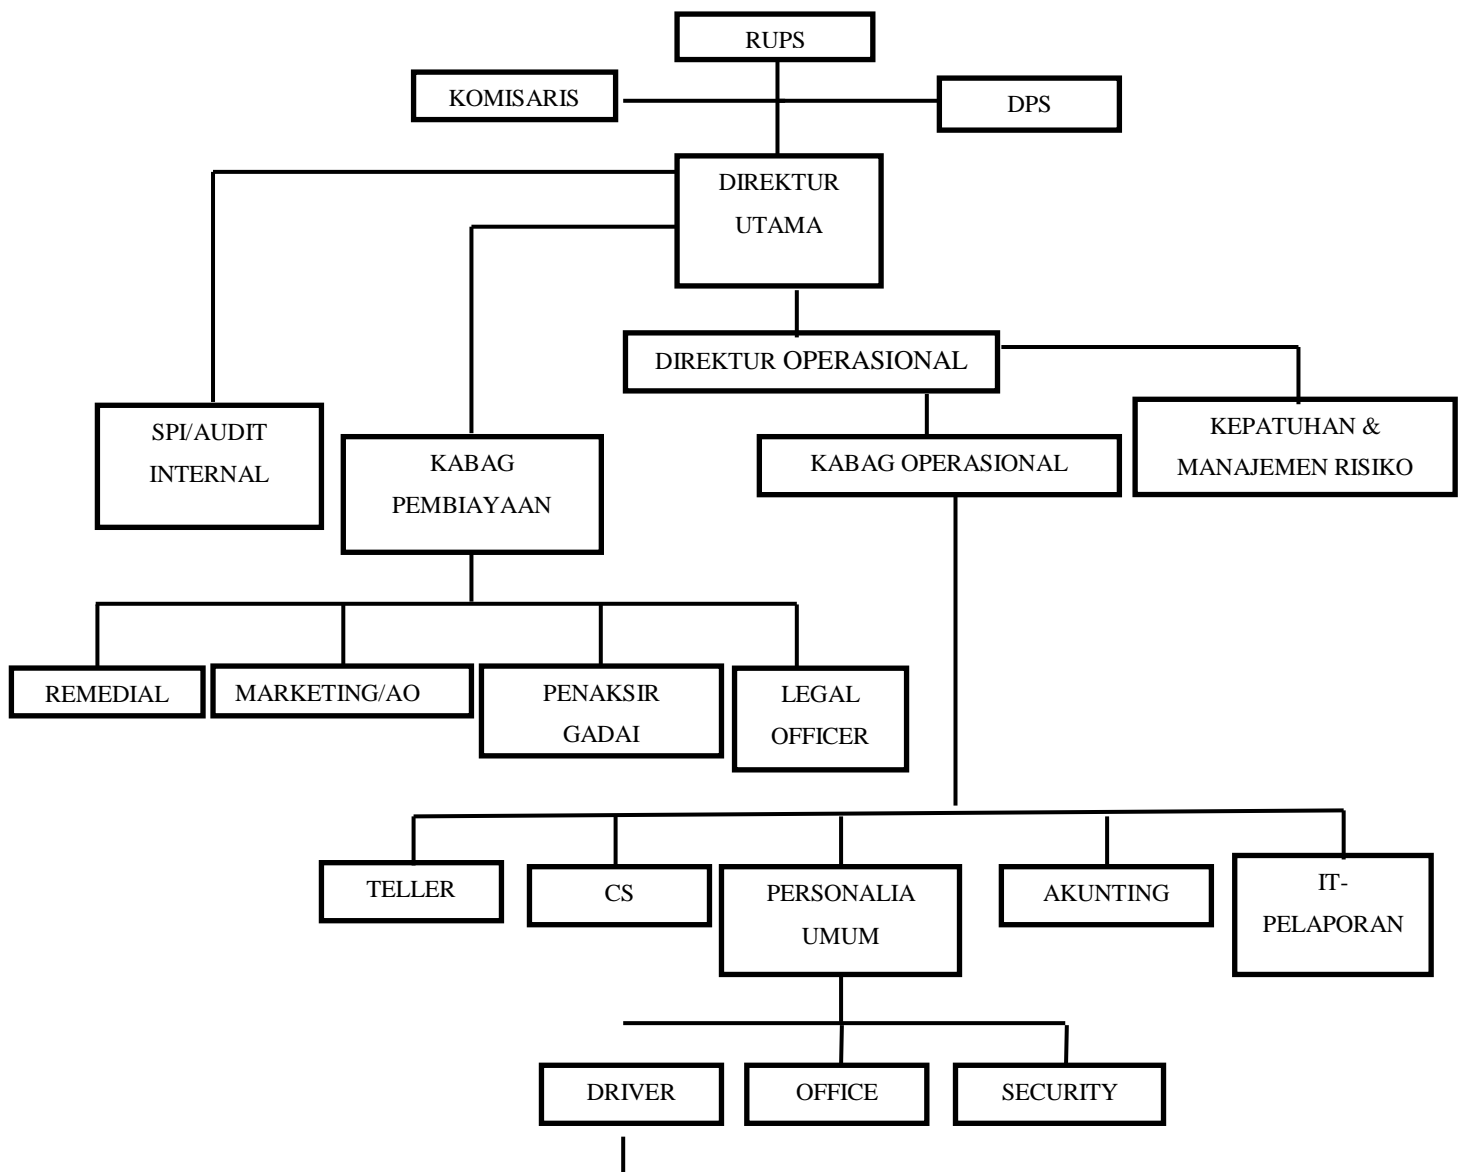 RUPS
KOMISARIS
DPS
DIREKTUR
UTAMA
DIREKTUR OPERASIONAL
SPI/AUDIT
INTERNAL
KABAG
PEMBIAYAAN
KABAG OPERASIONAL
KEPATUHAN &
MANAJEMEN RISIKO
REMEDIAL
MARKETING/AO
PENAKSIR
GADAI
LEGAL
OFFICER
TELLER
CS
PERSONALIA
UMUM
AKUNTING
IT-
PELAPORAN
DRIVER
OFFICE
SECURITY